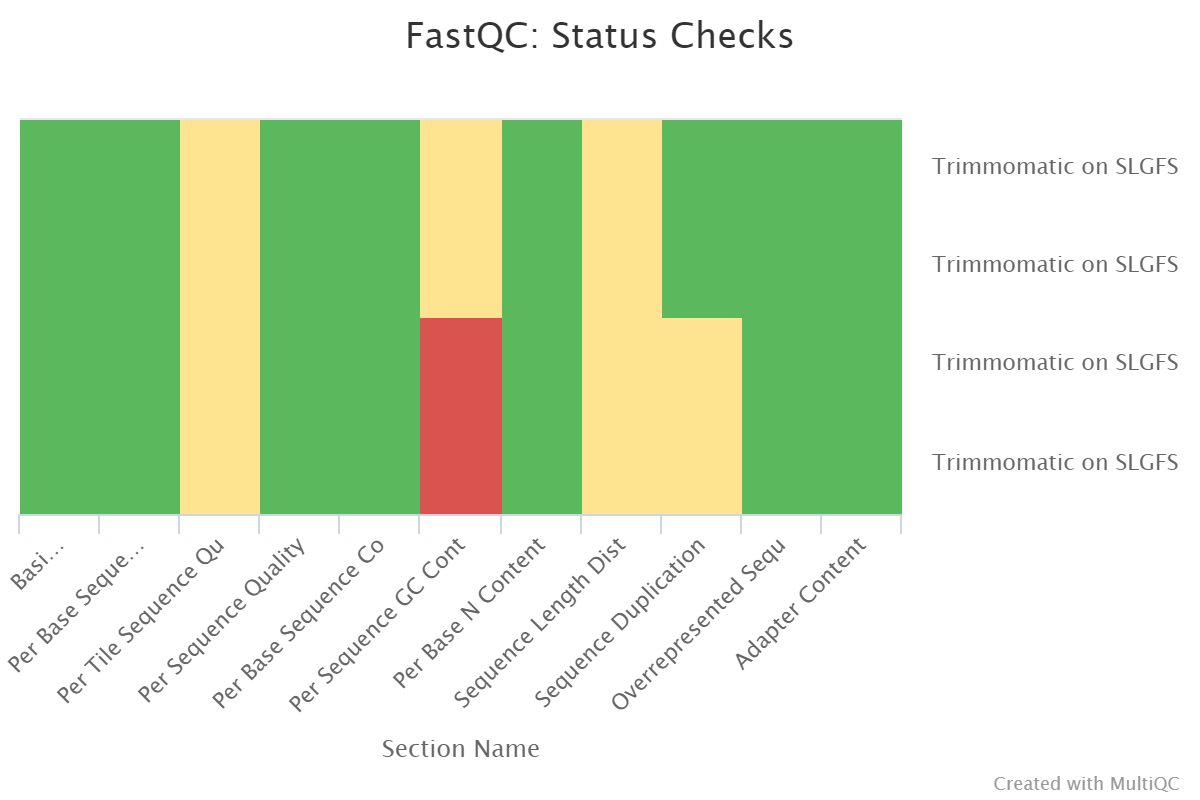 FastQC: Status Checks
Trimmomatic on SLGFS
Trimmomatic on SLGFS
Trimmomatic on SLGFS
Trimmomatic on SLGFS
Basi…
Per Base Seque…
Per Tile Sequence Qu
Per Sequence Quality
Per Base Sequence Co
Per Sequence GC Cont
Per Base N Content
Sequence Length Dist
Sequence Duplication
Overrepresented Sequ
Adapter Content
Section Name
Created with MultiQC